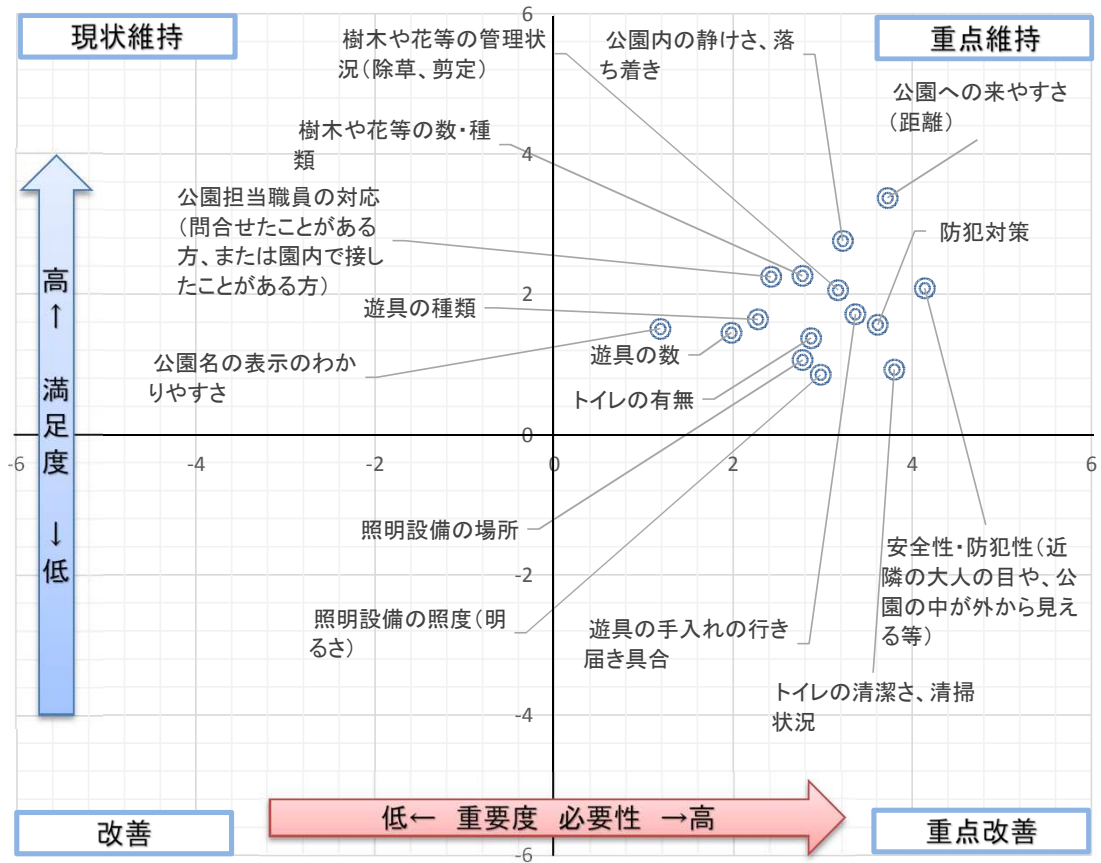 現状維持
重点維持
樹木や花等の管理状
況（除草、剪定）
公園内の静けさ、落
ち着き
公園への来やすさ
（距離）
樹木や花等の数・種
類
公園担当職員の対応
（問合せたことがある
方、または園内で接し
たことがある方）
防犯対策
遊具の種類
遊具の数
公園名の表示のわか
りやすさ
トイレの有無
照明設備の場所
照明設備の照度（明
るさ）
遊具の手入れの行き
届き具合
安全性・防犯性（近
隣の大人の目や、公
園の中が外から見え
る等）
トイレの清潔さ、清掃
状況
高↑ 満足度 ↓低
6
4
2
0
-2
-4
-6
-6
-4
-2
0
2
4
6
改善
低← 重要度 必要性 →高
重点改善